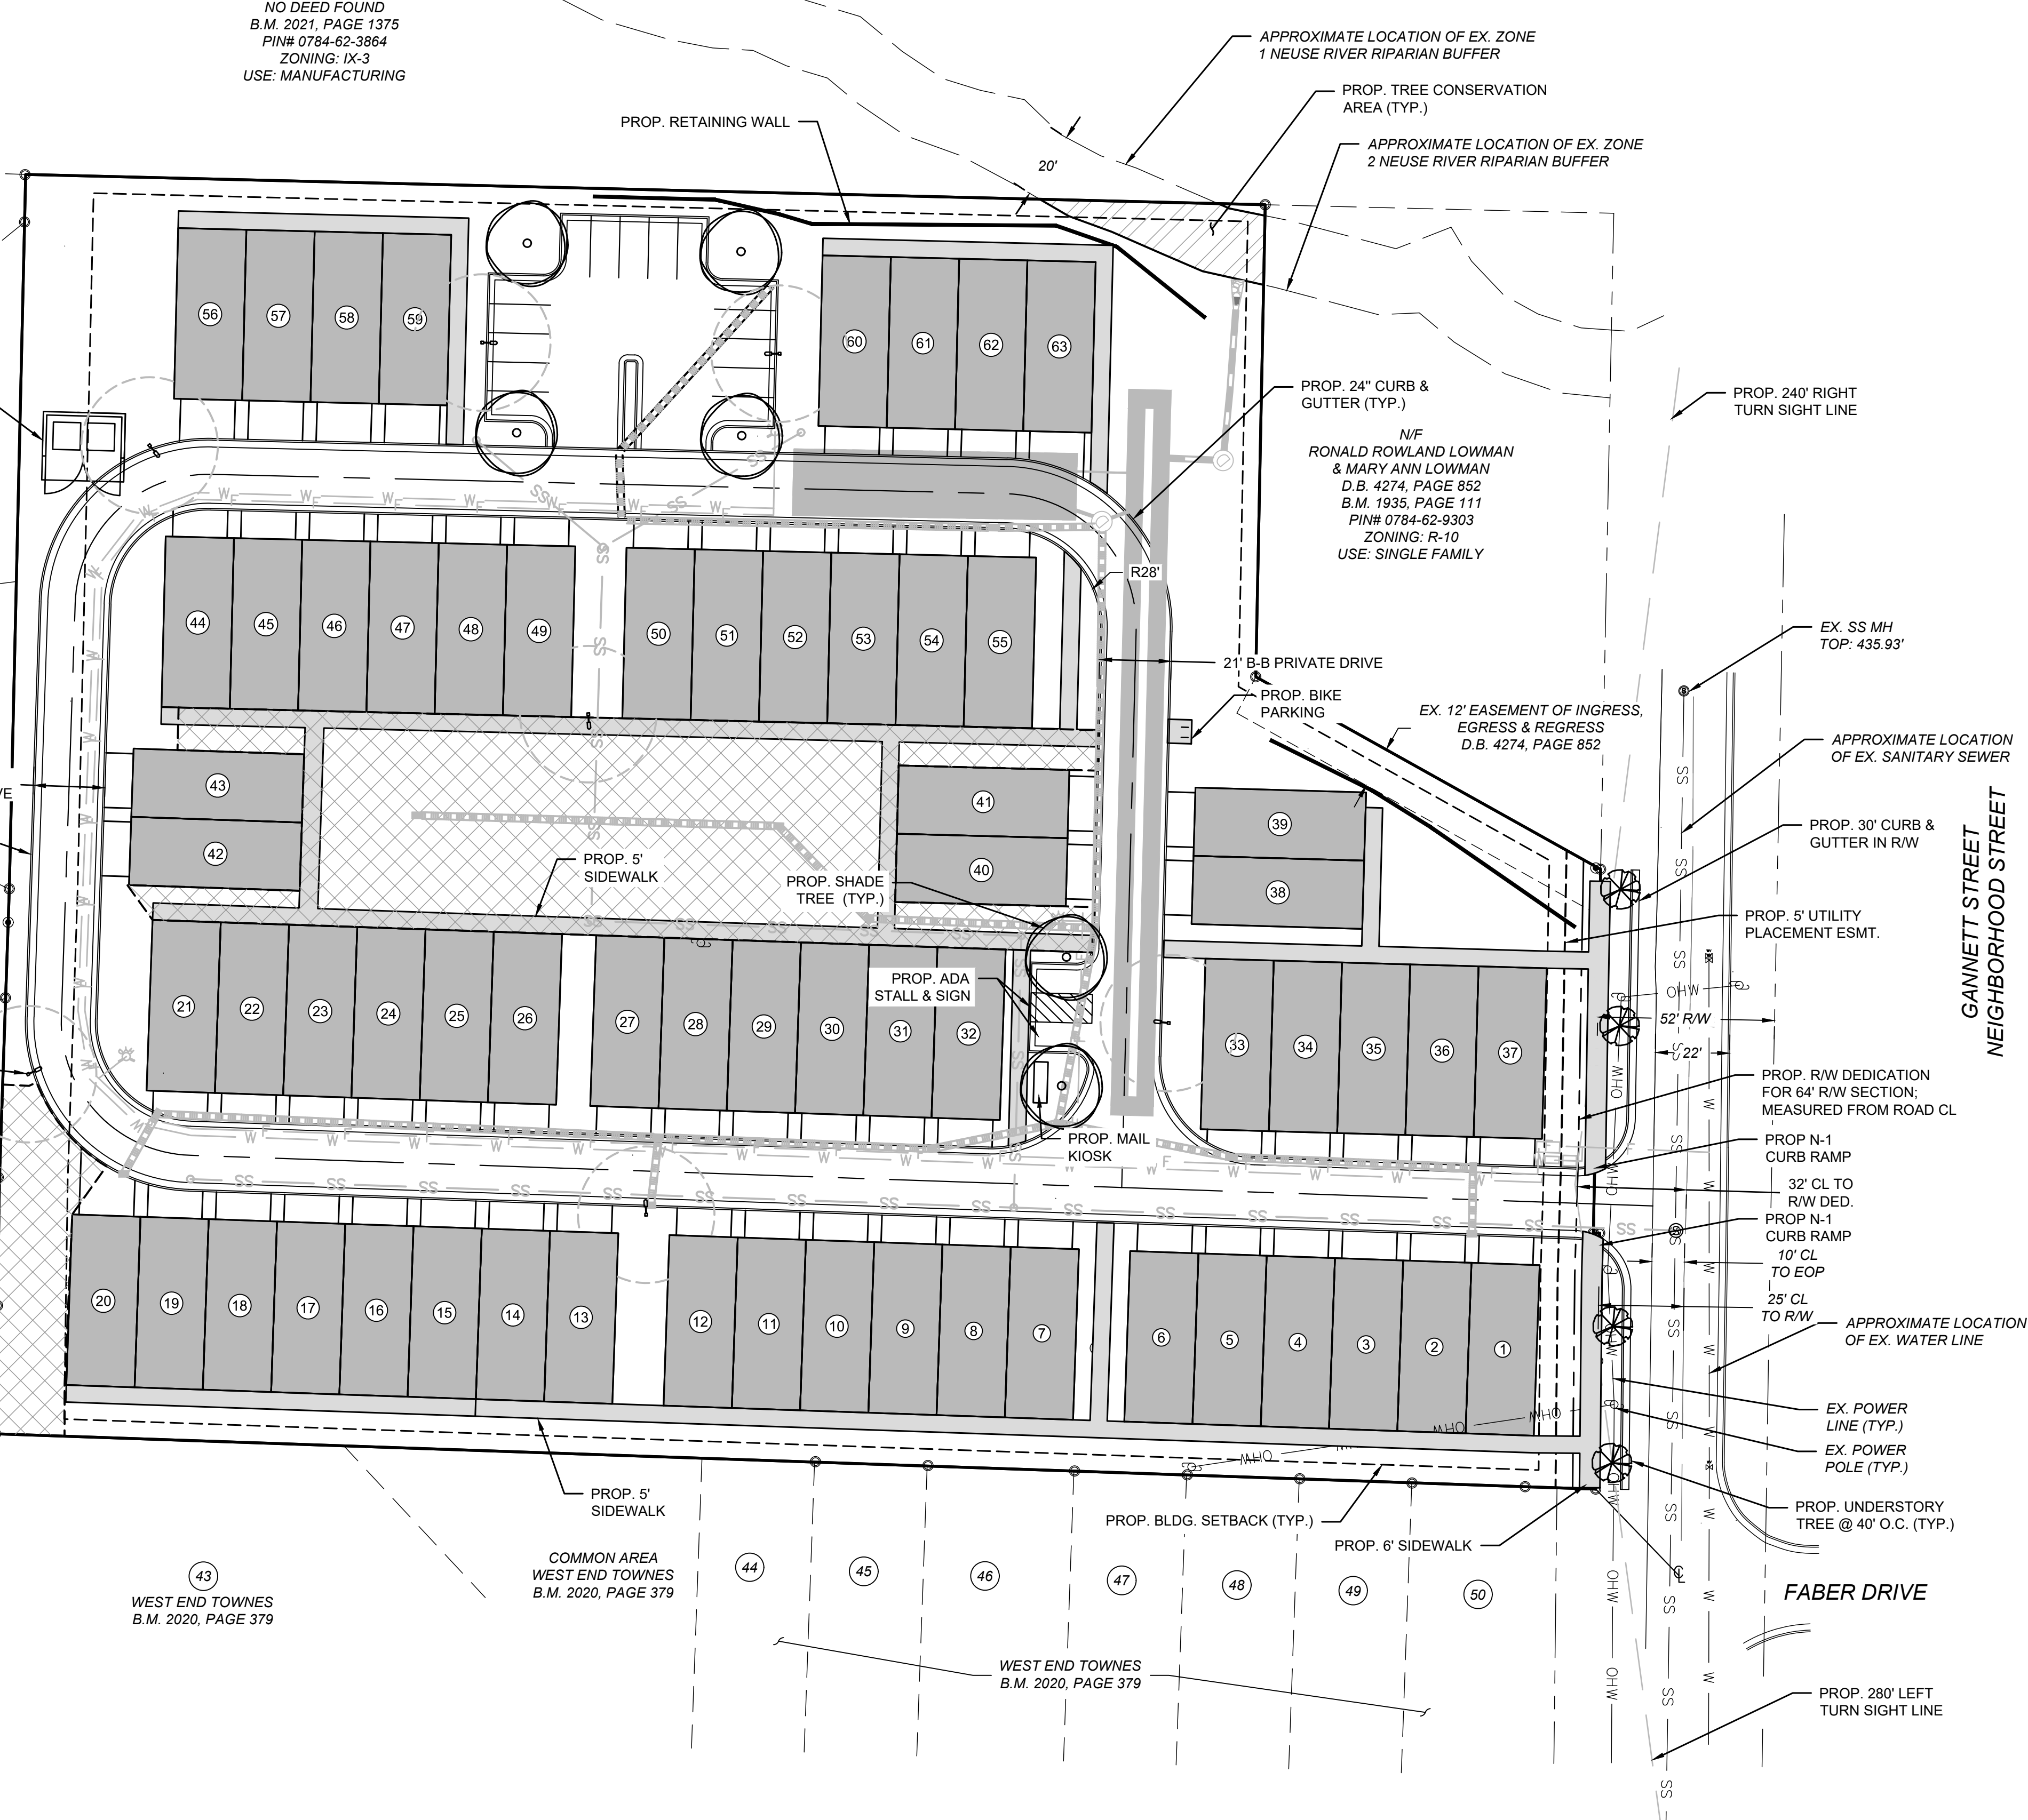 NO DEED FOUND
B.M. 2021, PAGE 1375
PIN# 0784-62-3864
ZONING: IX-3
USE: MANUFACTURING
APPROXIMATE LOCATION OF EX. ZONE
1 NEUSE RIVER RIPARIAN BUFFER
PROP. TREE CONSERVATION
AREA (TYP.)
PROP. RETAINING WALL
APPROXIMATE LOCATION OF EX. ZONE
2 NEUSE RIVER RIPARIAN BUFFER
20'
56
57
58
59
60
61
62
63
PROP. 24" CURB &
GUTTER (TYP.)
PROP. 240' RIGHT
TURN SIGHT LINE
N/F
RONALD ROWLAND LOWMAN
& MARY ANN LOWMAN
D.B. 4274, PAGE 852
B.M. 1935, PAGE 111
PIN# 0784-62-9303
ZONING: R-10
USE: SINGLE FAMILY
R28'
44
45
46
47
48
49
50
51
52
53
54
55
EX. SS MH
TOP: 435.93'
21' B-B PRIVATE DRIVE
PROP. BIKE
PARKING
EX. 12' EASEMENT OF INGRESS,
EGRESS & REGRESS
D.B. 4274, PAGE 852
APPROXIMATE LOCATION
OF EX. SANITARY SEWER
VE
43
42
41
40
39
38
PROP. 30' CURB &
GUTTER IN R/W
GANNETT STREET
NEIGHBORHOOD STREET
PROP. 5'
SIDEWALK
PROP. SHADE
TREE (TYP.)
PROP. 5' UTILITY
PLACEMENT ESMT.
PROP. ADA
STALL & SIGN
21
22
23
24
25
26
27
28
29
30
31
32
33
34
35
36
37
OHW
52' R/W
22'
PROP. R/W DEDICATION
FOR 64' R/W SECTION;
MEASURED FROM ROAD CL
PROP. MAIL
KIOSK
PROP N-1
CURB RAMP
32' CL TO
R/W DED.
PROP N-1
CURB RAMP
10' CL
TO EOP
25' CL
TO R/W
20
19
18
17
16
15
14
13
12
11
10
9
8
7
6
5
4
3
2
1
APPROXIMATE LOCATION
OF EX. WATER LINE
EX. POWER
LINE (TYP.)
EX. POWER
POLE (TYP.)
PROP. 5'
SIDEWALK
PROP. BLDG. SETBACK (TYP.)
PROP. 6' SIDEWALK
PROP. UNDERSTORY
TREE @ 40' O.C. (TYP.)
43
WEST END TOWNES
B.M. 2020, PAGE 379
COMMON AREA
WEST END TOWNES
B.M. 2020, PAGE 379
44
45
46
47
48
49
50
FABER DRIVE
WEST END TOWNES
B.M. 2020, PAGE 379
PROP. 280' LEFT
TURN SIGHT LINE